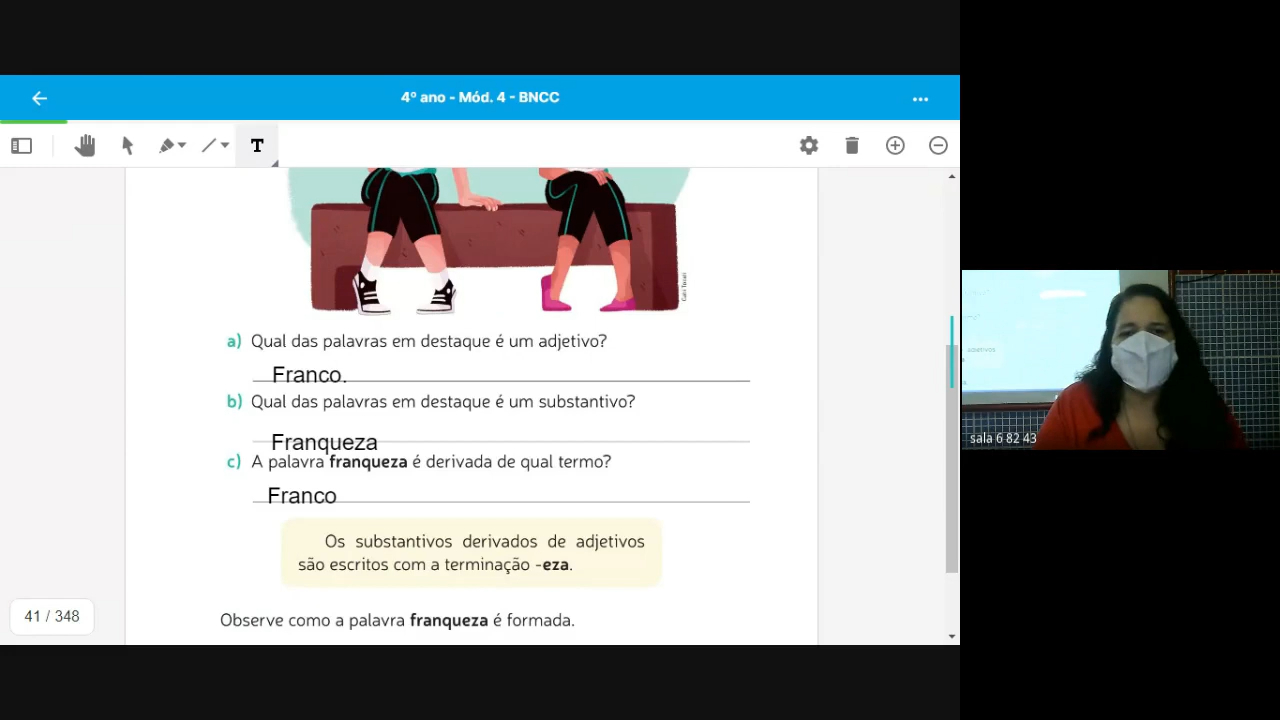 4º ano - Mód. 4 - BNCC
T
a) Qual das palavras em destaque é um adjetivo?
Franco.
b) Qual das palavras em destaque é um substantivo?
Franqueza
c) A palavra franqueza é derivada de qual termo?
Franco
Os substantivos derivados de adjetivos
são escritos com a terminação -eza.
41 / 348
Observe como a palavra franqueza é formada.
sala 6 82 43